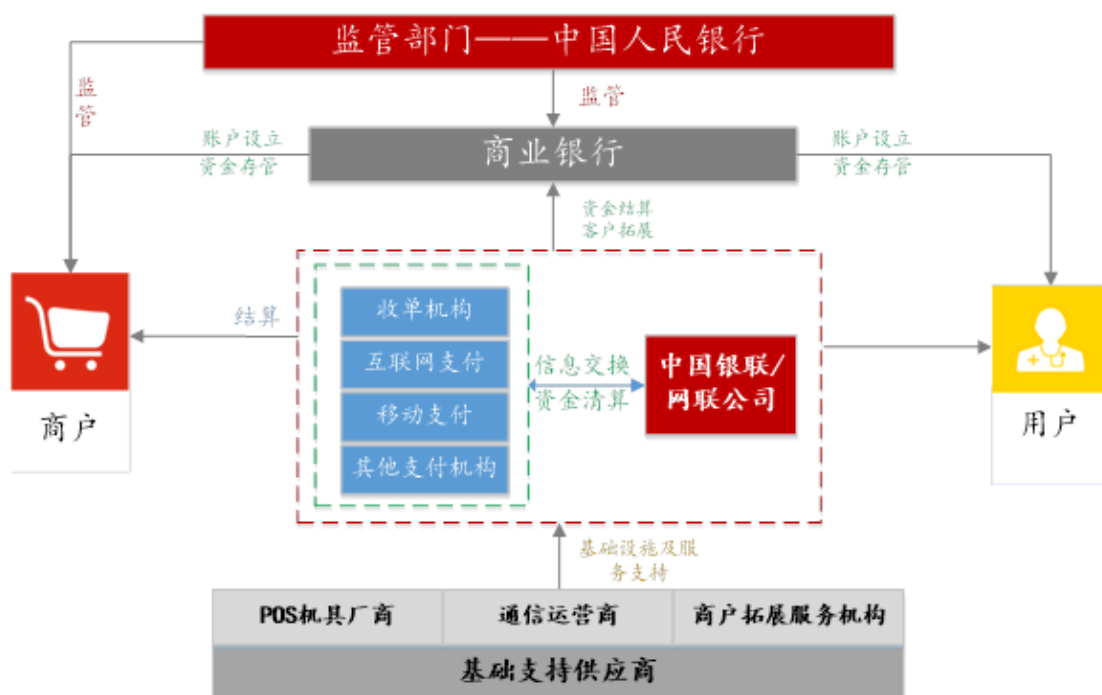 监管部门——中国人民银行
监
管
监管
账户设立
资金存管
商业银行
账户设立
资金存管
资金结算
客户拓展
收单机构
互联网支付
移动支付
其他支付机构
信息交换
资金清算
中国银联/
网联公司
结算
商户
用户
基础设施及服
务支持
POS机具厂商
通信运营商
商户拓展服务机构
基础支持供应商